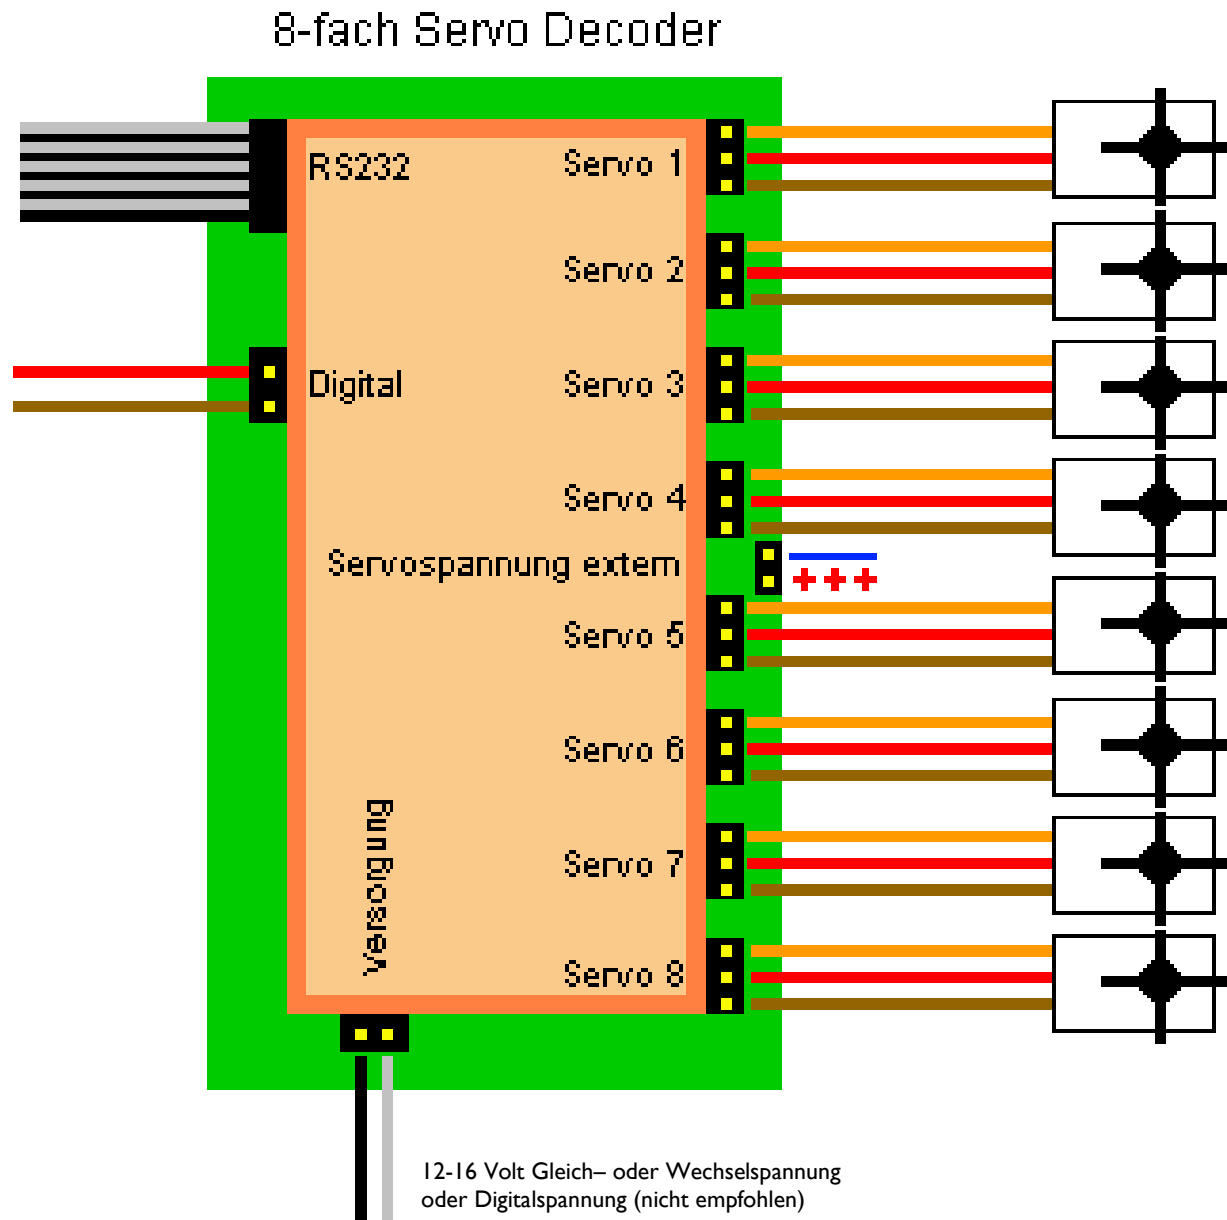 8-fach Servo Decoder
RS232
Servo 1
Servo 2
Digital
Servo 3
Servo 4
Servospannung extern
Servo 5
Servo 6
Servo 7
Versorgung
Servo 8
12-16 Volt Gleich– oder Wechselspannung
oder Digitalspannung (nicht empfohlen)